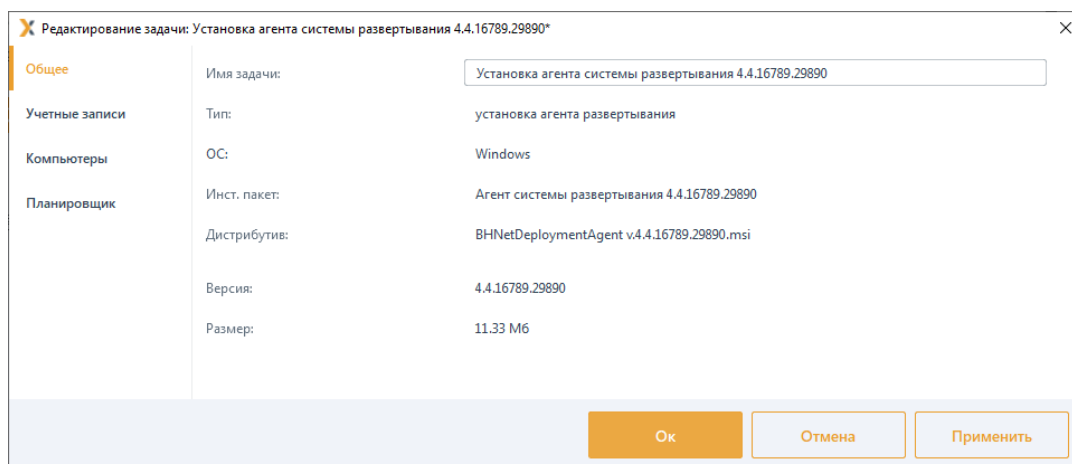 Редактирование задачи: Установка агента системы развертывания 4.4.16789.29890*
Общее
Учетные записи
Компьютеры
Планировщик
Имя задачи: Установка агента системы развертывания 4.4.16789.29890
Тип: установка агента развертывания
ОС: Windows
Инст. пакет: Агент системы развертывания 4.4.16789.29890
Дистрибутив: BHNetDeploymentAgent v.4.4.16789.29890.msi
Версия: 4.4.16789.29890
Размер: 11.33 Мб
Ок Отмена Применить